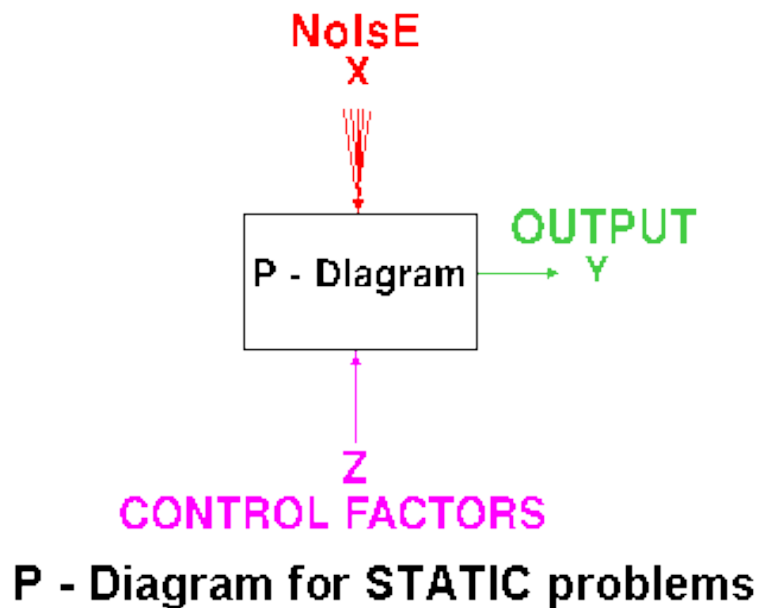 NoIsE
X
P - DIagram
OUTPUT
Y
Z
CONTROL FACTORS
P - Diagram for STATIC problems